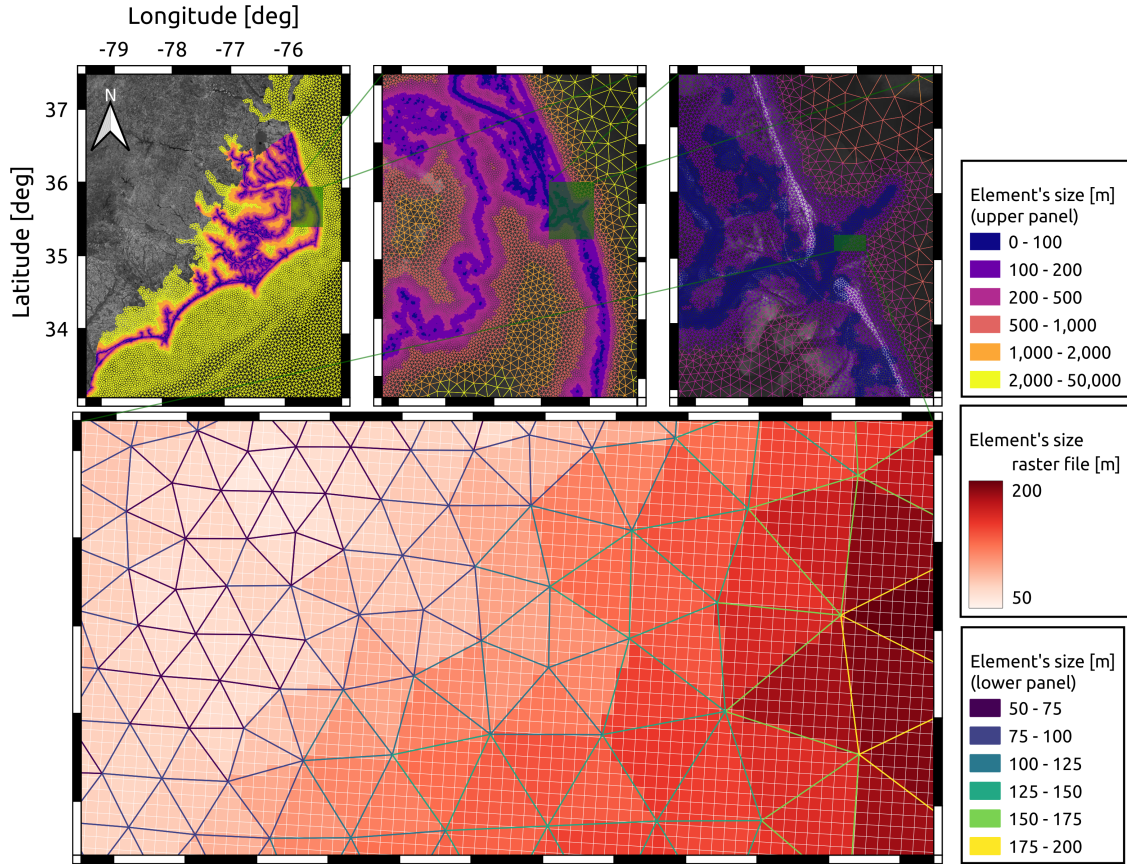 Longitude [deg]
-79 -78 -77 -76
Latitude [deg]
37
36
35
34
N
Element's size [m]
(upper panel)
0 - 100
100 - 200
200 - 500
500 - 1,000
1,000 - 2,000
2,000 - 50,000
Element's size
raster file [m]
200
50
Element's size [m]
(lower panel)
50 - 75
75 - 100
100 - 125
125 - 150
150 - 175
175 - 200